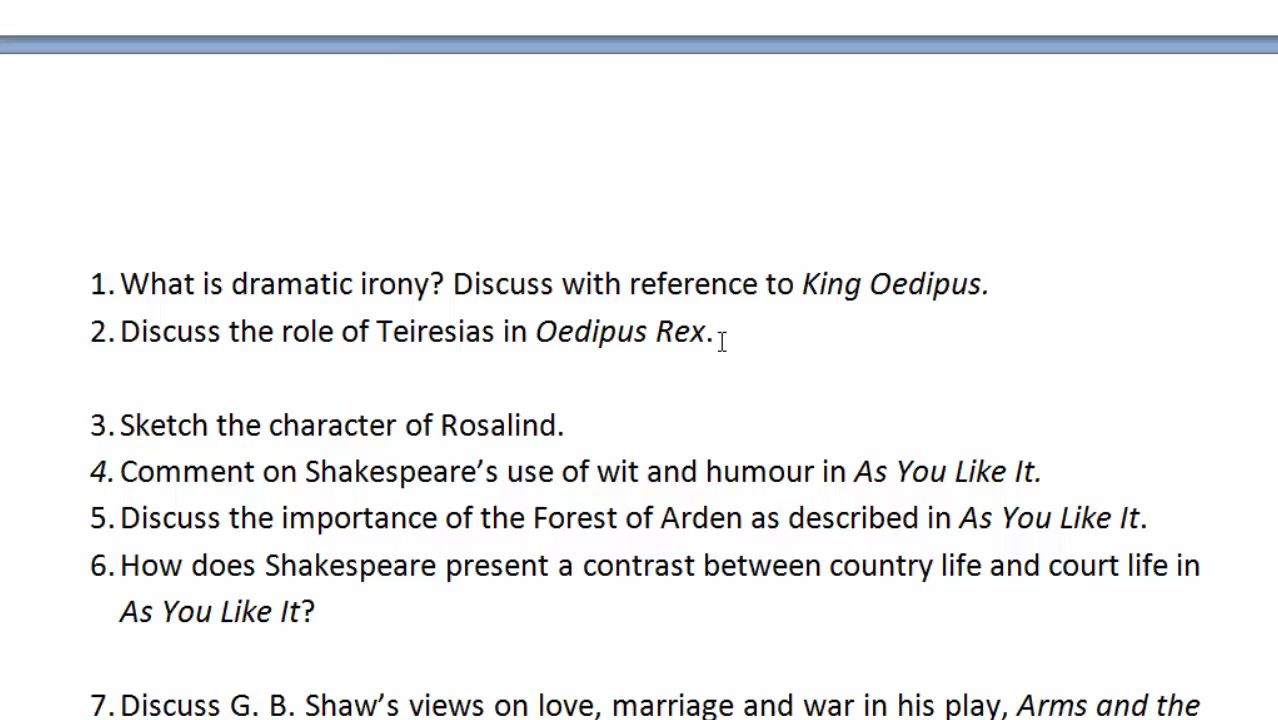 1. What is dramatic irony? Discuss with reference to King Oedipus.
2. Discuss the role of Teiresias in Oedipus Rex.
3. Sketch the character of Rosalind.
4. Comment on Shakespeare’s use of wit and humour in As You Like It.
5. Discuss the importance of the Forest of Arden as described in As You Like It.
6. How does Shakespeare present a contrast between country life and court life in
As You Like It?
7. Discuss G. B. Shaw’s views on love, marriage and war in his play, Arms and the